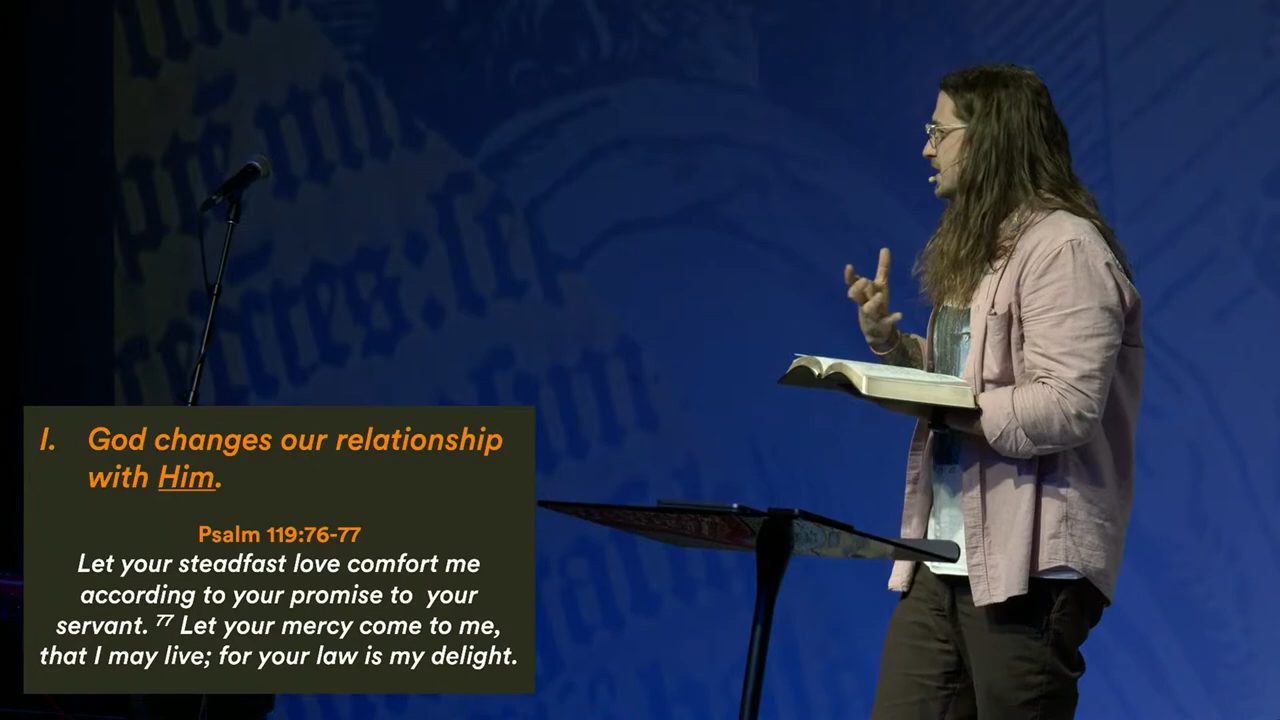 I. God changes our relationship
with Him.
Psalm 119:76-77
Let your steadfast love comfort me
according to your promise to your
servant. 77 Let your mercy come to me,
that I may live; for your law is my delight.